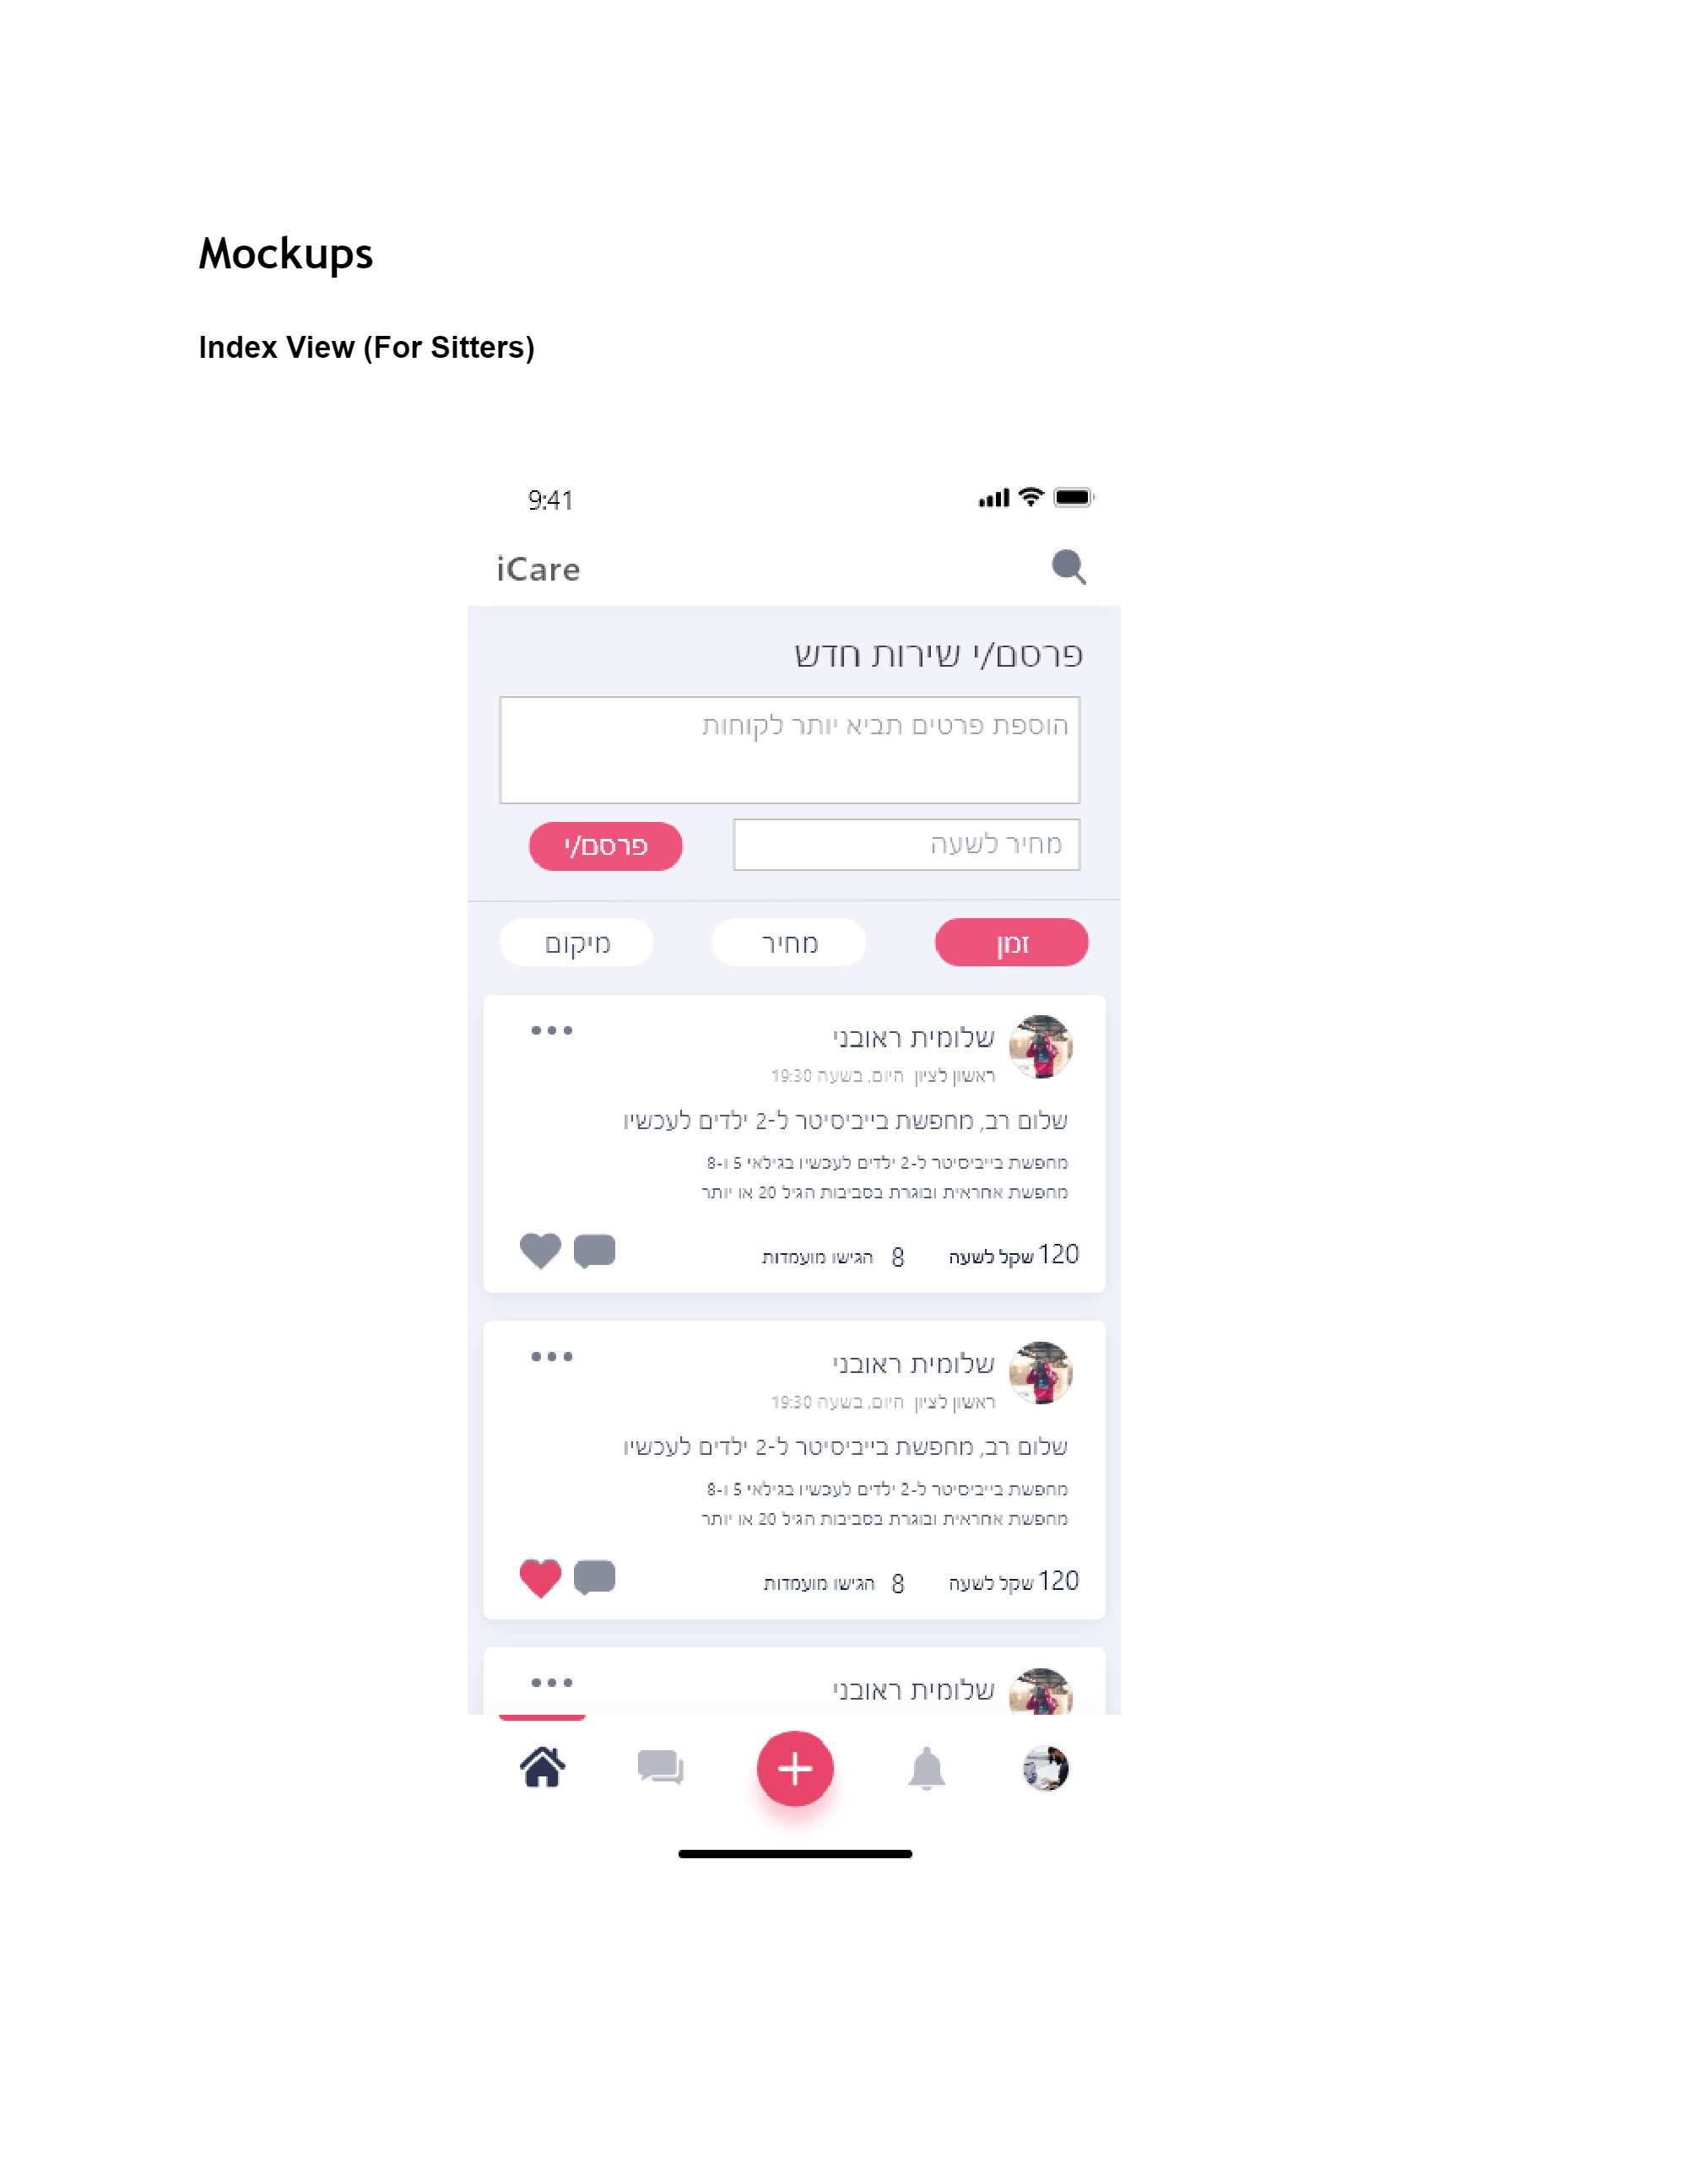 Mockups
Index View (For Sitters)
9:41
iCare
פרסם/י שירות חדש
הוספת פרטים תביא יותר לקוחות
מחיר לשעה
פרסם/י
זמן
מחיר
מיקום
שלומית ראובני
ראשון לציון היום, בשעה 19:30
שלום רב, מחפשת בייביסיטר ל-2 ילדים לעכשיו
מחפשת בייביסיטר ל-2 ילדים לעכשיו בגילאי 5 ו-8
מחפשת אחראית ובוגרת בסביבות הגיל 20 או יותר
120 שקל לשעה 8 הגישו מועמדות
שלומית ראובני
ראשון לציון היום, בשעה 19:30
שלום רב, מחפשת בייביסיטר ל-2 ילדים לעכשיו
מחפשת בייביסיטר ל-2 ילדים לעכשיו בגילאי 5 ו-8
מחפשת אחראית ובוגרת בסביבות הגיל 20 או יותר
120 שקל לשעה 8 הגישו מועמדות
שלומית ראובני